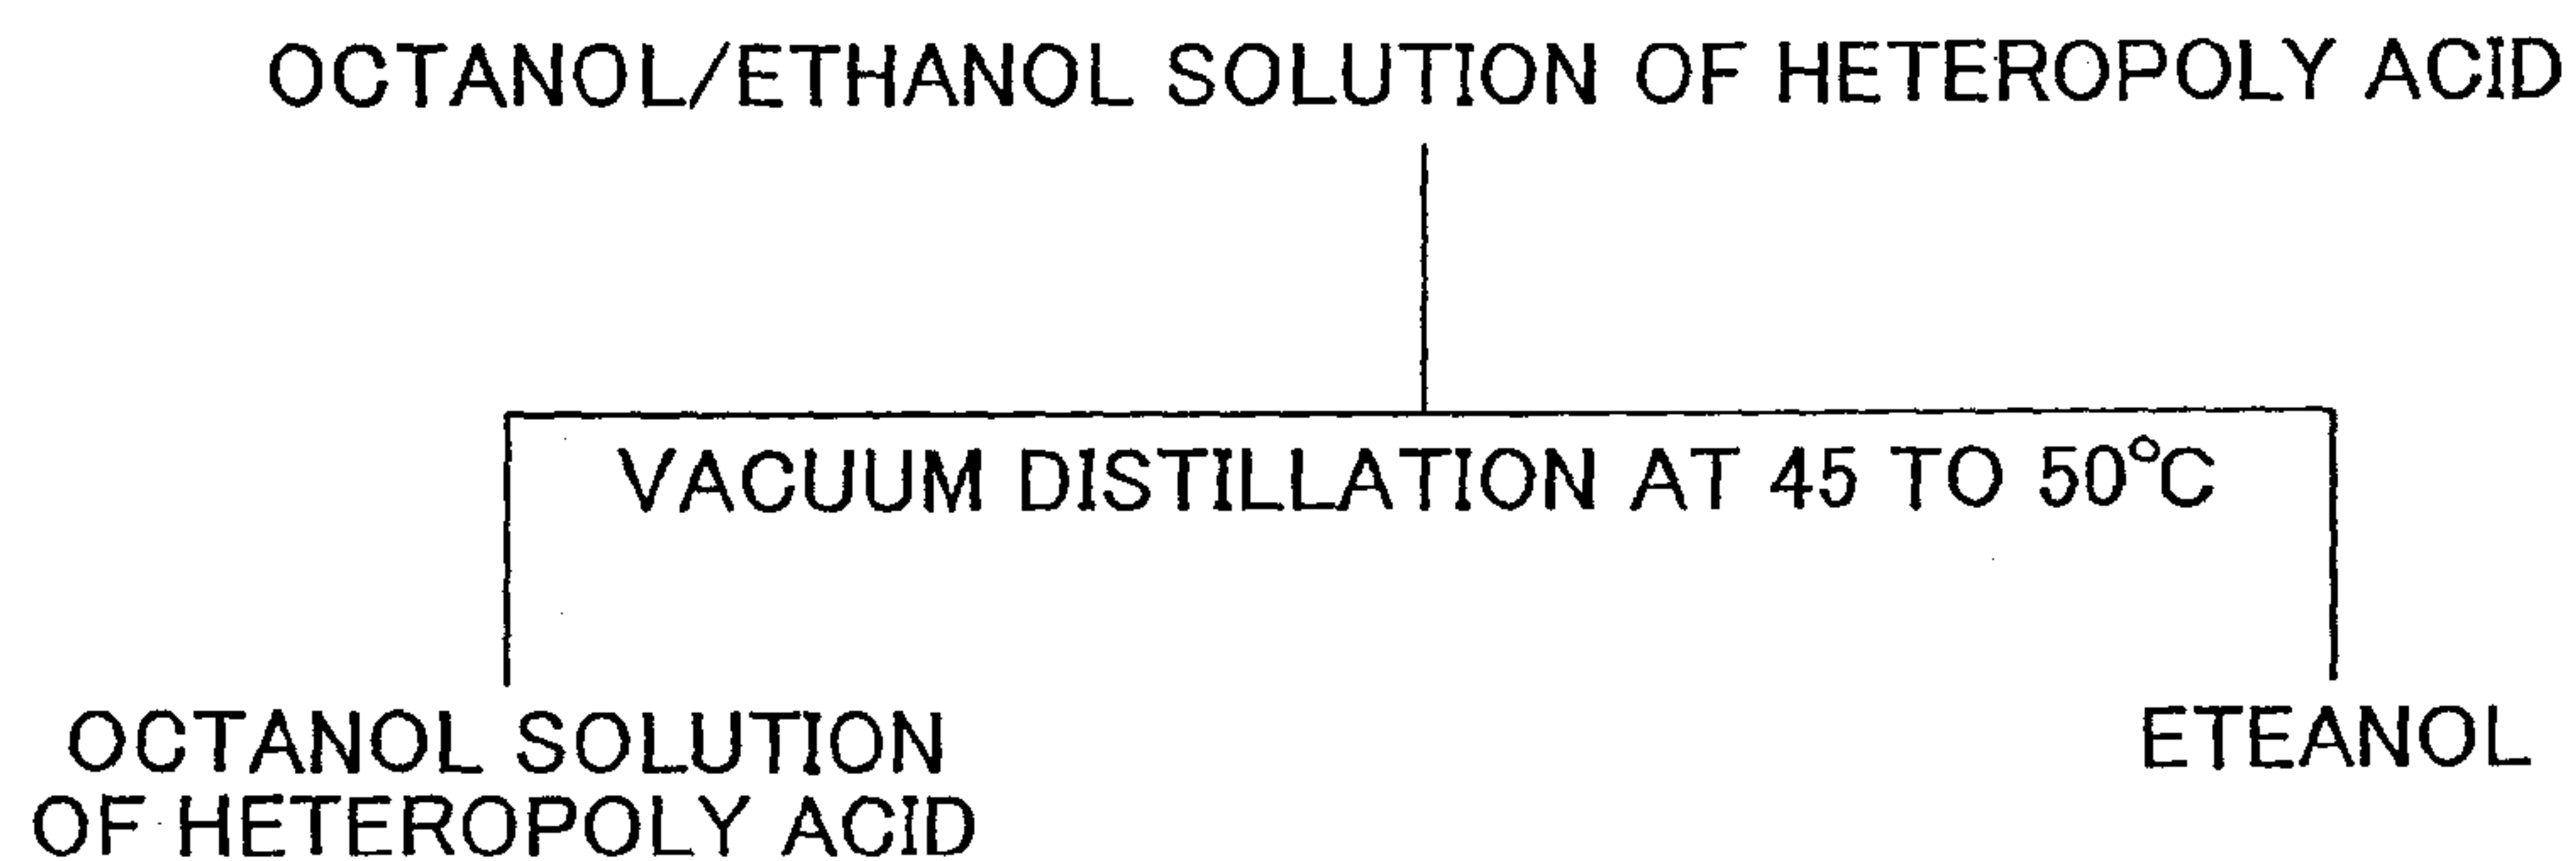 OCTANOL/ETHANOL SOLUTION OF HETEROPOLY ACID
VACUUM DISTILLATION AT 45 TO 50°C
OCTANOL SOLUTION
OF HETEROPOLY ACID
ETEANOL